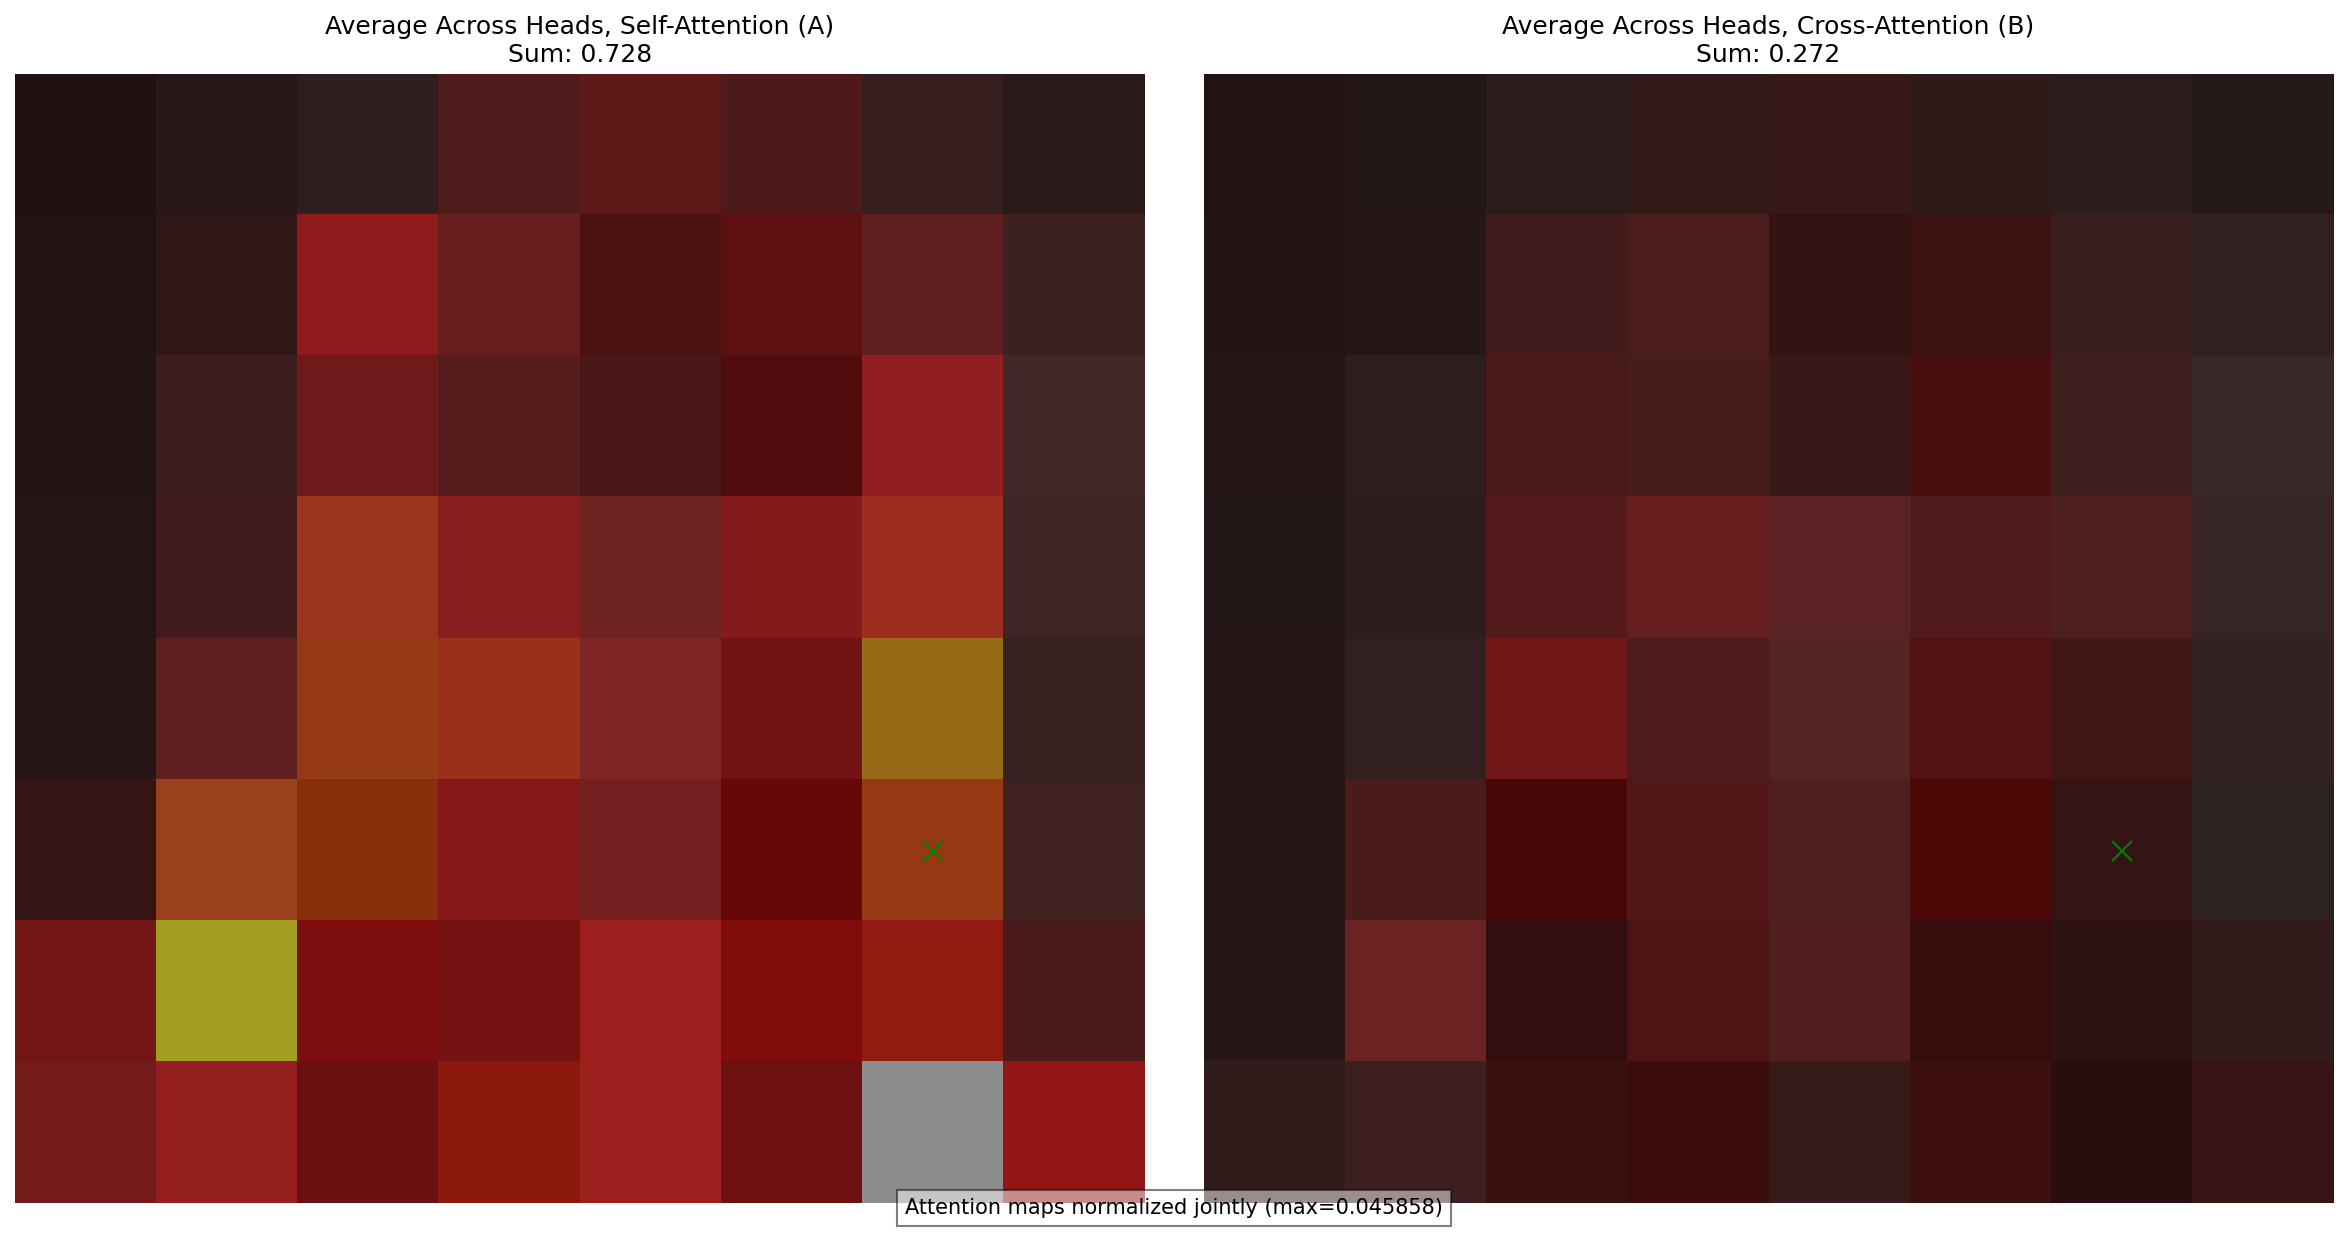 Average Across Heads, Self-Attention (A)
Sum: 0.728
Average Across Heads, Cross-Attention (B)
Sum: 0.272
Attention maps normalized jointly (max=0.045858)